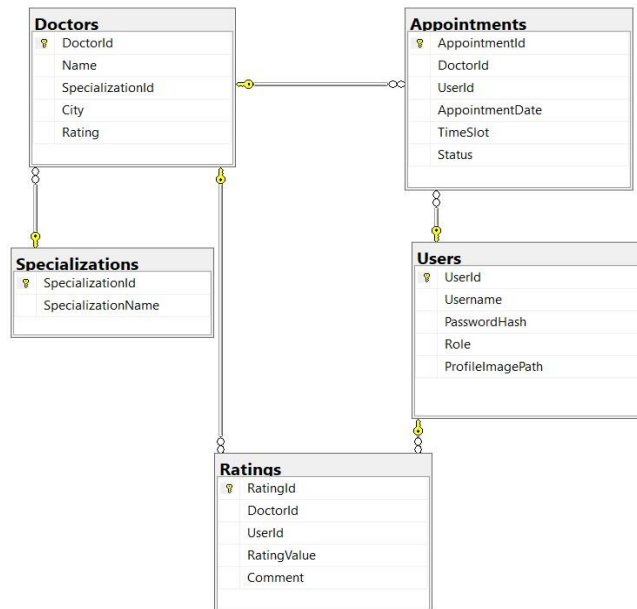 Doctors
DoctorId
Name
SpecializationId
City
Rating
Appointments
AppointmentId
DoctorId
UserId
AppointmentDate
TimeSlot
Status
Specializations
SpecializationId
SpecializationName
Users
UserId
Username
PasswordHash
Role
ProfileImagePath
Ratings
RatingId
DoctorId
UserId
RatingValue
Comment